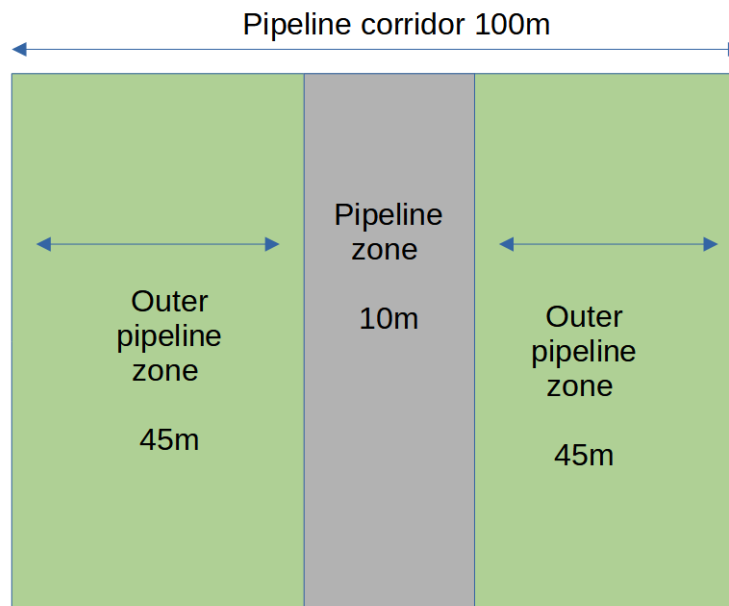 Pipeline corridor 100m
Pipeline
zone
10m
Outer
pipeline
zone
45m
Outer
pipeline
zone
45m